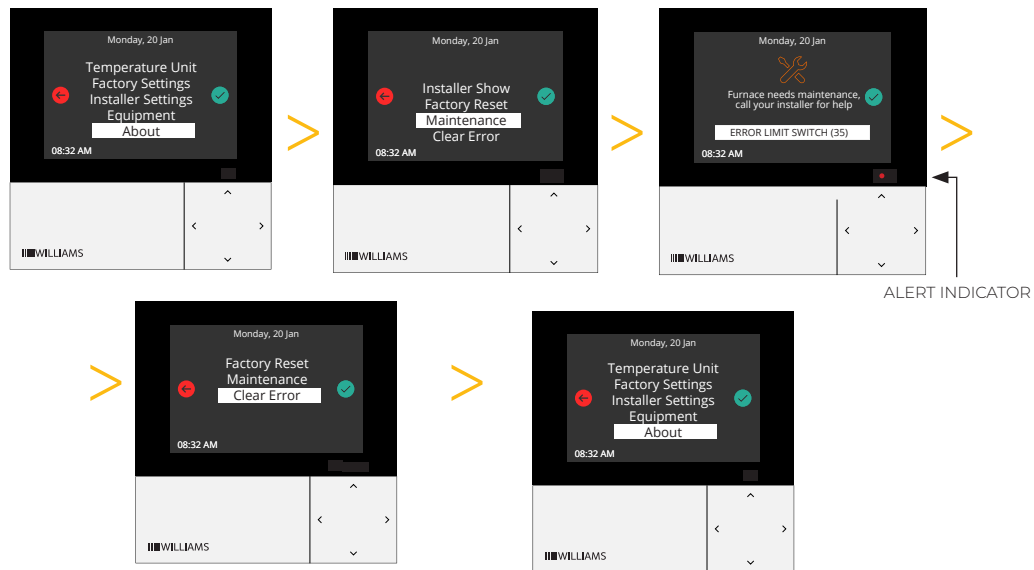 Monday, 20 Jan
Temperature Unit
Factory Settings
Installer Settings
Equipment
About
08:32 AM
WILLIAMS
Monday, 20 Jan
Installer Show
Factory Reset
Maintenance
Clear Error
08:32 AM
WILLIAMS
Monday, 20 Jan
Furnace needs maintenance,
call your installer for help
ERROR LIMIT SWITCH (35)
08:32 AM
WILLIAMS
ALERT INDICATOR
Monday, 20 Jan
Factory Reset
Maintenance
Clear Error
08:32 AM
WILLIAMS
Monday, 20 Jan
Temperature Unit
Factory Settings
Installer Settings
Equipment
About
08:32 AM
WILLIAMS